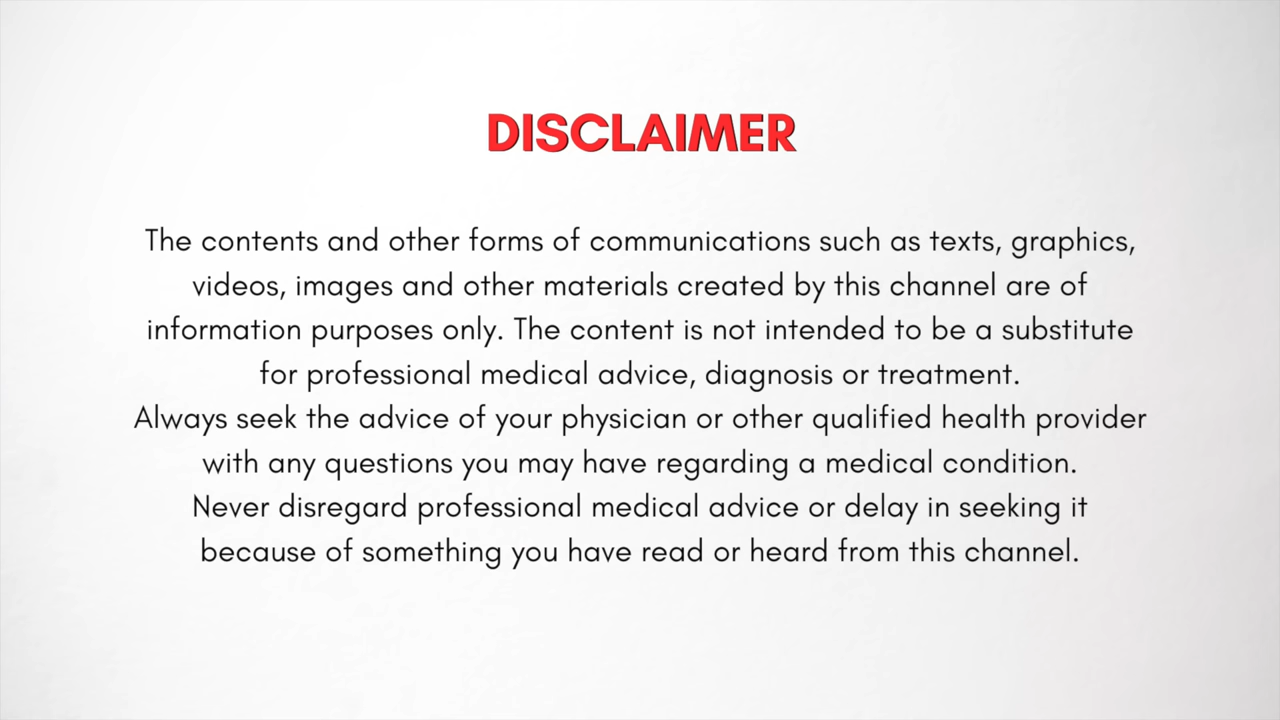 DISCLAIMER
The contents and other forms of communications such as texts, graphics,
videos, images and other materials created by this channel are of
information purposes only. The content is not intended to be a substitute
for professional medical advice, diagnosis or treatment.
Always seek the advice of your physician or other qualified health provider
with any questions you may have regarding a medical condition.
Never disregard professional medical advice or delay in seeking it
because of something you have read or heard from this channel.